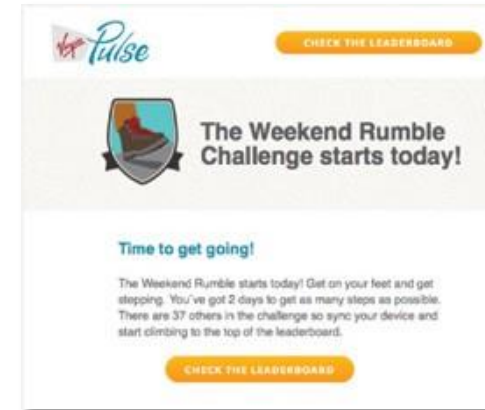 Virgin Pulse
CHECK THE LEADERBOARD
The Weekend Rumble
Challenge starts today!
Time to get going!
The Weekend Rumble starts today! Get on your feet and get
stepping. You've got 2 days to get as many steps as possible.
There are 37 others in the challenge so sync your device and
start climbing to the top of the leaderboard.
CHECK THE LEADERBOARD